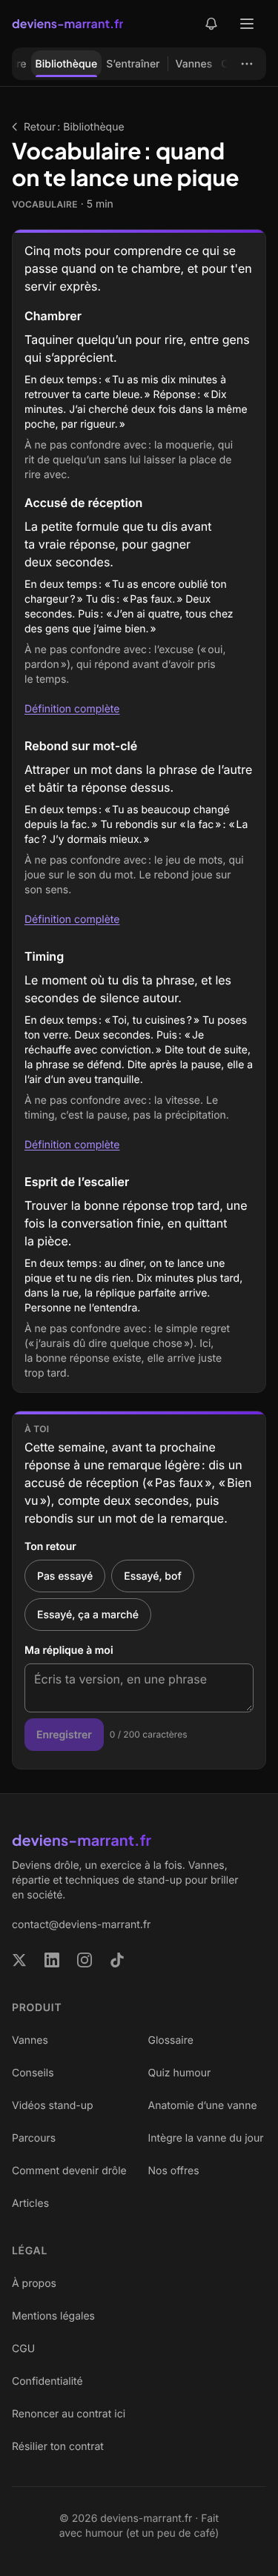 deviens-marrant.fr
re Bibliothèque S’entraîner Vannes
Retour : Bibliothèque
Vocabulaire : quand
on te lance une pique
VOCABULAIRE · 5 min
Cinq mots pour comprendre ce qui se
passe quand on te chambre, et pour t'en
servir exprès.
Chambrer
Taquiner quelqu’un pour rire, entre gens
qui s’apprécient.
En deux temps : « Tu as mis dix minutes à
retrouver ta carte bleue. » Réponse : « Dix
minutes. J’ai cherché deux fois dans la même
poche, par rigueur. »
À ne pas confondre avec : la moquerie, qui
rit de quelqu’un sans lui laisser la place de
rire avec.
Accusé de réception
La petite formule que tu dis avant
ta vraie réponse, pour gagner
deux secondes.
En deux temps : « Tu as encore oublié ton
chargeur ? » Tu dis : « Pas faux. » Deux
secondes. Puis : « J’en ai quatre, tous chez
des gens que j’aime bien. »
À ne pas confondre avec : l’excuse (« oui,
pardon »), qui répond avant d’avoir pris
le temps.
Définition complète
Rebond sur mot-clé
Attraper un mot dans la phrase de l’autre
et bâtir ta réponse dessus.
En deux temps : « Tu as beaucoup changé
depuis la fac. » Tu rebondis sur « la fac » : « La
fac ? J’y dormais mieux. »
À ne pas confondre avec : le jeu de mots, qui
joue sur le son du mot. Le rebond joue sur
son sens.
Définition complète
Timing
Le moment où tu dis ta phrase, et les
secondes de silence autour.
En deux temps : « Toi, tu cuisines ? » Tu poses
ton verre. Deux secondes. Puis : « Je
réchauffe avec conviction. » Dite tout de suite,
la phrase se défend. Dite après la pause, elle a
l’air d’un aveu tranquille.
À ne pas confondre avec : la vitesse. Le
timing, c’est la pause, pas la précipitation.
Définition complète
Esprit de l’escalier
Trouver la bonne réponse trop tard, une
fois la conversation finie, en quittant
la pièce.
En deux temps : au dîner, on te lance une
pique et tu ne dis rien. Dix minutes plus tard,
dans la rue, la réplique parfaite arrive.
Personne ne l’entendra.
À ne pas confondre avec : le simple regret
(« j’aurais dû dire quelque chose »). Ici,
la bonne réponse existe, elle arrive juste
trop tard.
À TOI
Cette semaine, avant ta prochaine
réponse à une remarque légère : dis un
accusé de réception (« Pas faux », « Bien
vu »), compte deux secondes, puis
rebondis sur un mot de la remarque.
Ton retour
Pas essayé Essayé, bof
Essayé, ça a marché
Ma réplique à moi
Écris ta version, en une phrase
Enregistrer 0 / 200 caractères
deviens-marrant.fr
Deviens drôle, un exercice à la fois. Vannes,
répartie et techniques de stand-up pour briller
en société.
contact@deviens-marrant.fr
PRODUIT
Vannes Glossaire
Conseils Quiz humour
Vidéos stand-up Anatomie d’une vanne
Parcours Intègre la vanne du jour
Comment devenir drôle Nos offres
Articles
LÉGAL
À propos
Mentions légales
CGU
Confidentialité
Renoncer au contrat ici
Résilier ton contrat
© 2026 deviens-marrant.fr · Fait
avec humour (et un peu de café)